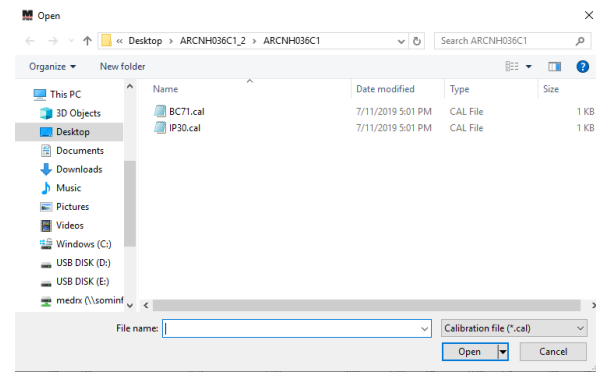 Open
« Desktop > ARCNH036C1_2 > ARCNH036C1
Search ARCNH036C1
Organize
New folder
Name Date modified Type Size
This PC
3D Objects
Desktop
Documents
Downloads
Music
Pictures
Videos
Windows (C:)
USB DISK (D:)
USB DISK (E:)
medrx (\\sominf
BC71.cal 7/11/2019 5:01 PM CAL File 1 KB
IP30.cal 7/11/2019 5:01 PM CAL File 1 KB
File name:
Calibration file (*.cal)
Open
Cancel